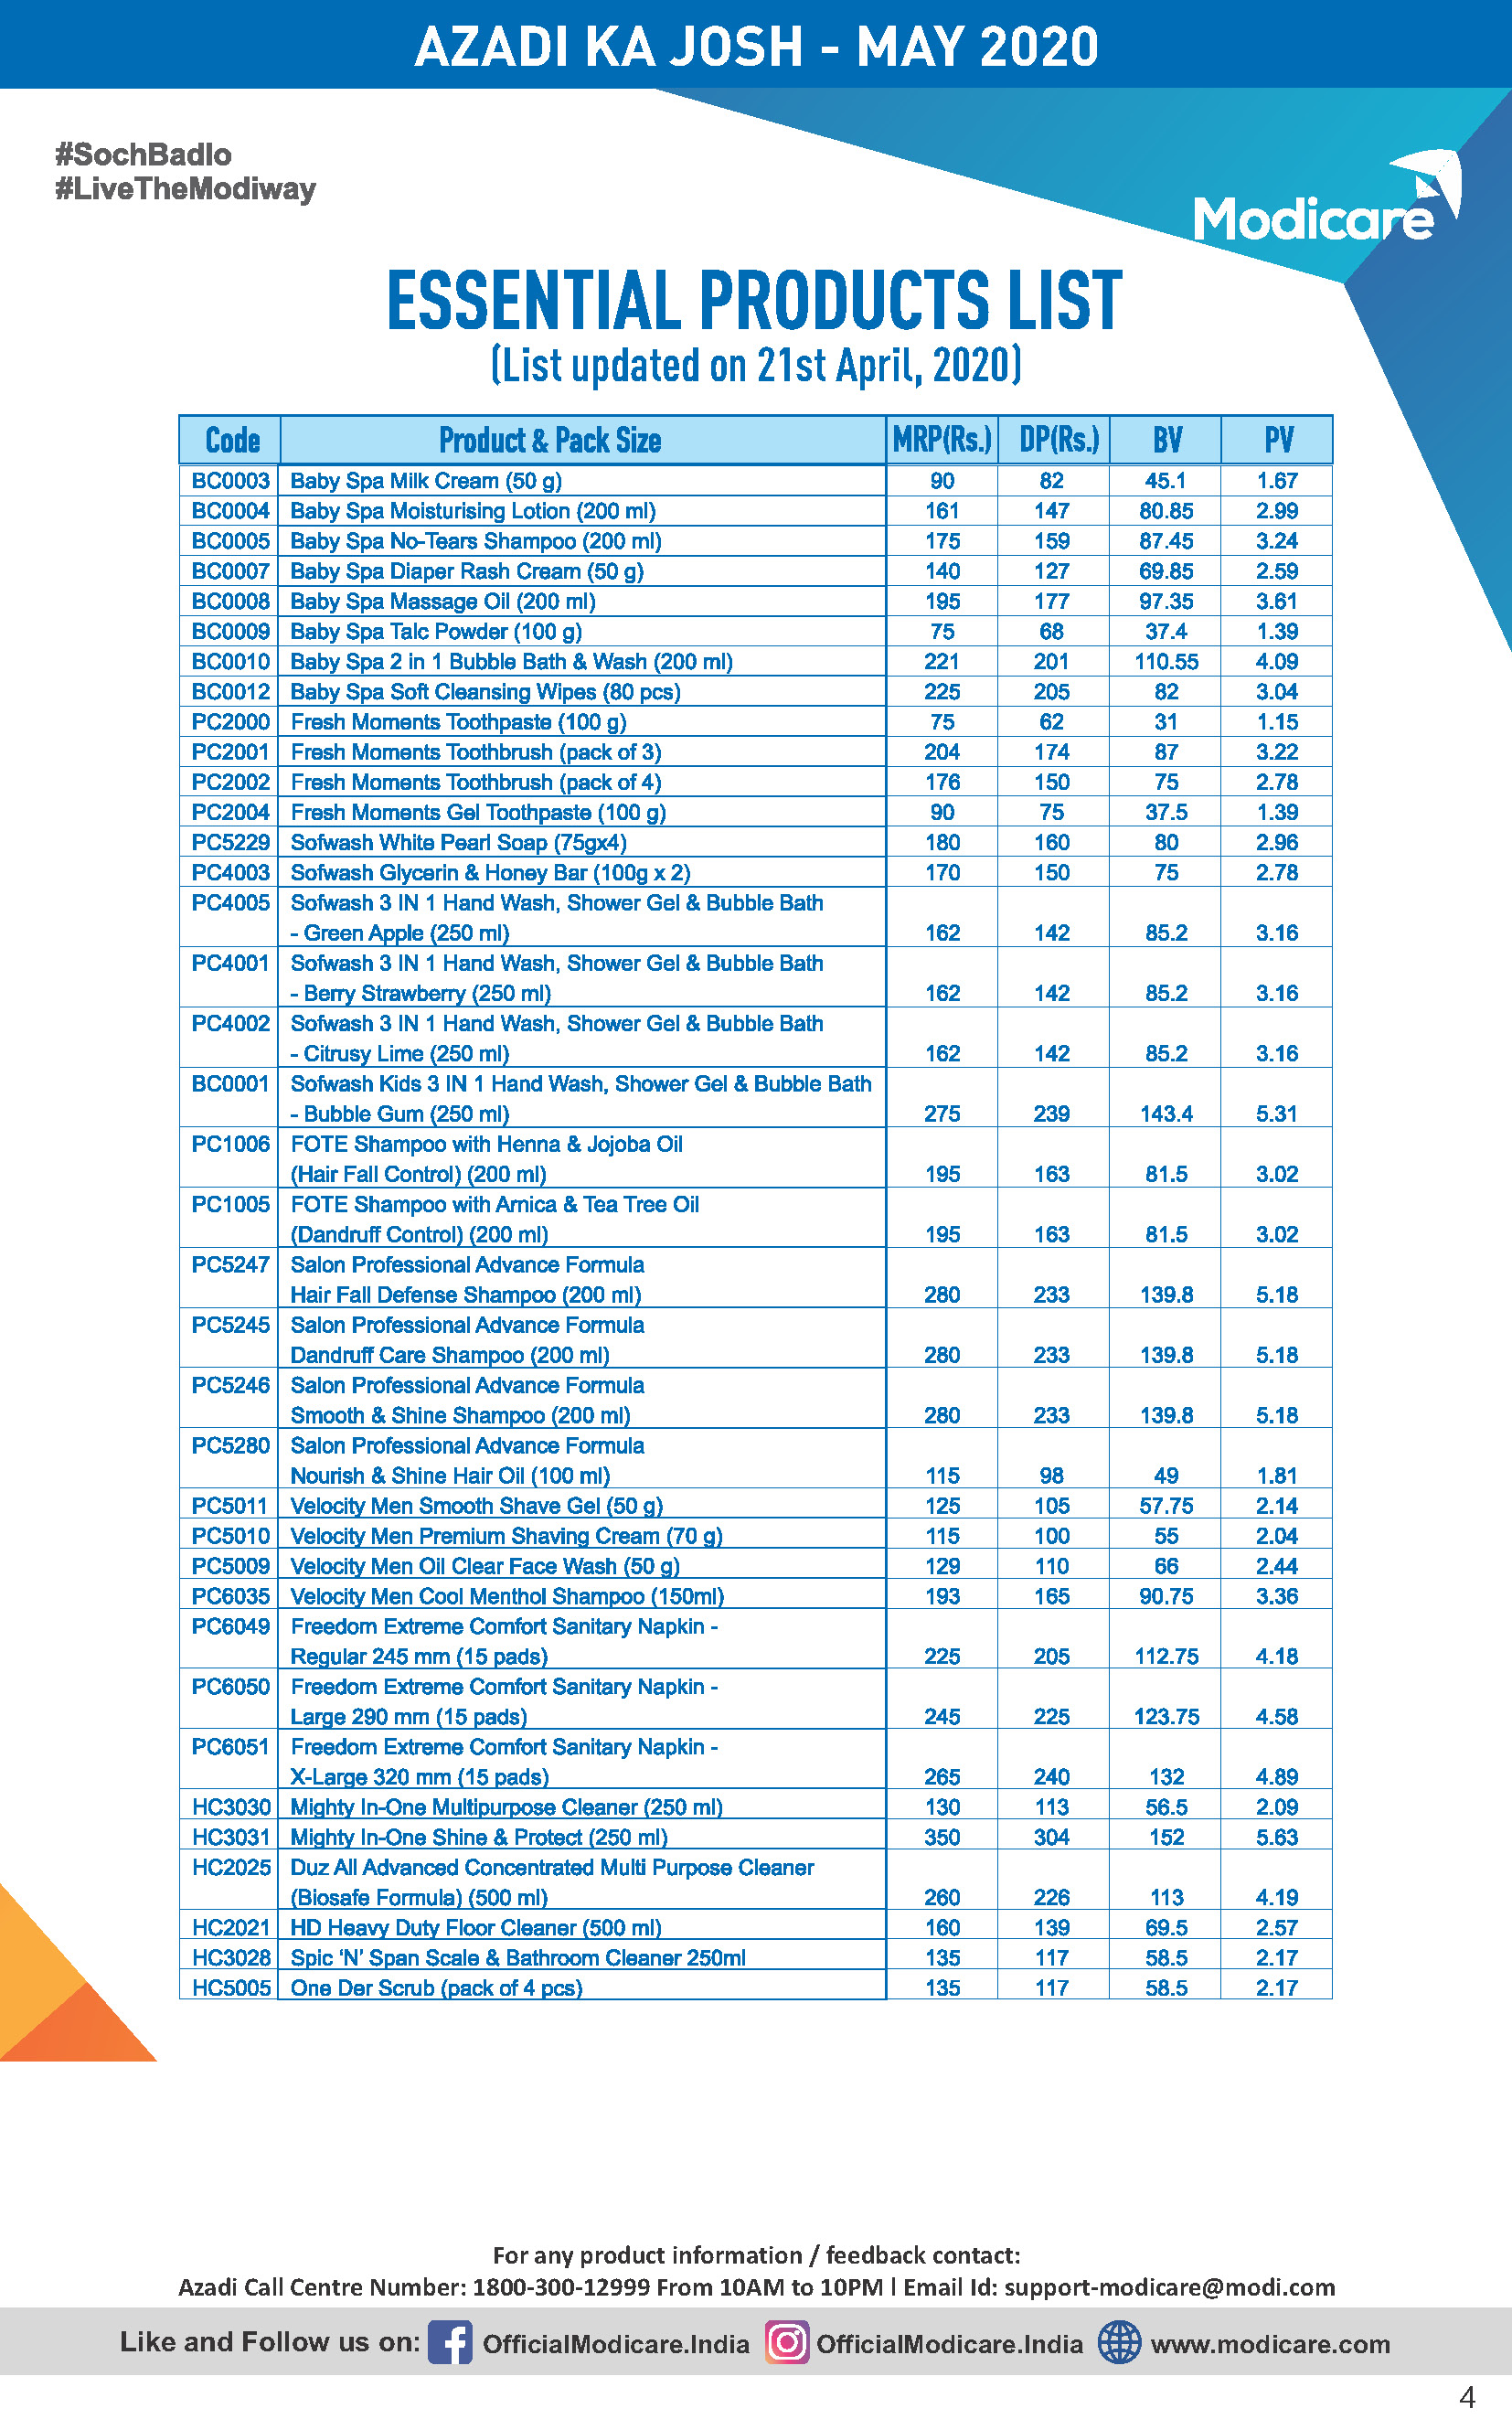 AZADI KA JOSH - MAY 2020
#SochBadlo
#LiveTheModiway
Modicare
ESSENTIAL PRODUCTS LIST
(List updated on 21st April, 2020)
Code Product & Pack Size MRP(Rs.) DP(Rs.) BV PV
BC0003 Baby Spa Milk Cream (50 g) 90 82 45.1 1.67
BC0004 Baby Spa Moisturising Lotion (200 ml) 161 147 80.85 2.99
BC0005 Baby Spa No-Tears Shampoo (200 ml) 175 159 87.45 3.24
BC0007 Baby Spa Diaper Rash Cream (50 g) 140 127 69.85 2.59
BC0008 Baby Spa Massage Oil (200 ml) 195 177 97.35 3.61
BC0009 Baby Spa Talc Powder (100 g) 75 68 37.4 1.39
BC0010 Baby Spa 2 in 1 Bubble Bath & Wash (200 ml) 221 201 110.55 4.09
BC0012 Baby Spa Soft Cleansing Wipes (80 pcs) 225 205 82 3.04
PC2000 Fresh Moments Toothpaste (100 g) 75 62 31 1.15
PC2001 Fresh Moments Toothbrush (pack of 3) 204 174 87 3.22
PC2002 Fresh Moments Toothbrush (pack of 4) 176 150 75 2.78
PC2004 Fresh Moments Gel Toothpaste (100 g) 90 75 37.5 1.39
PC5229 Sofwash White Pearl Soap (75gx4) 180 160 80 2.96
PC4003 Sofwash Glycerin & Honey Bar (100g x 2) 170 150 75 2.78
PC4005 Sofwash 3 IN 1 Hand Wash, Shower Gel & Bubble Bath
- Green Apple (250 ml) 162 142 85.2 3.16
PC4001 Sofwash 3 IN 1 Hand Wash, Shower Gel & Bubble Bath
- Berry Strawberry (250 ml) 162 142 85.2 3.16
PC4002 Sofwash 3 IN 1 Hand Wash, Shower Gel & Bubble Bath
- Citrusy Lime (250 ml) 162 142 85.2 3.16
BC0001 Sofwash Kids 3 IN 1 Hand Wash, Shower Gel & Bubble Bath
- Bubble Gum (250 ml) 275 239 143.4 5.31
PC1006 FOTE Shampoo with Henna & Jojoba Oil
(Hair Fall Control) (200 ml) 195 163 81.5 3.02
PC1005 FOTE Shampoo with Arnica & Tea Tree Oil
(Dandruff Control) (200 ml) 195 163 81.5 3.02
PC5247 Salon Professional Advance Formula
Hair Fall Defense Shampoo (200 ml) 280 233 139.8 5.18
PC5245 Salon Professional Advance Formula
Dandruff Care Shampoo (200 ml) 280 233 139.8 5.18
PC5246 Salon Professional Advance Formula
Smooth & Shine Shampoo (200 ml) 280 233 139.8 5.18
PC5280 Salon Professional Advance Formula
Nourish & Shine Hair Oil (100 ml) 115 98 49 1.81
PC5011 Velocity Men Smooth Shave Gel (50 g) 125 105 57.75 2.14
PC5010 Velocity Men Premium Shaving Cream (70 g) 115 100 55 2.04
PC5009 Velocity Men Oil Clear Face Wash (50 g) 129 110 66 2.44
PC6035 Velocity Men Cool Menthol Shampoo (150ml) 193 165 90.75 3.36
PC6049 Freedom Extreme Comfort Sanitary Napkin -
Regular 245 mm (15 pads) 225 205 112.75 4.18
PC6050 Freedom Extreme Comfort Sanitary Napkin -
Large 290 mm (15 pads) 245 225 123.75 4.58
PC6051 Freedom Extreme Comfort Sanitary Napkin -
X-Large 320 mm (15 pads) 265 240 132 4.89
HC3030 Mighty In-One Multipurpose Cleaner (250 ml) 130 113 56.5 2.09
HC3031 Mighty In-One Shine & Protect (250 ml) 350 304 152 5.63
HC2025 Duz All Advanced Concentrated Multi Purpose Cleaner
(Biosafe Formula) (500 ml) 260 226 113 4.19
HC2021 HD Heavy Duty Floor Cleaner (500 ml) 160 139 69.5 2.57
HC3028 Spic ‘N’ Span Scale & Bathroom Cleaner 250ml 135 117 58.5 2.17
HC5005 One Der Scrub (pack of 4 pcs) 135 117 58.5 2.17
For any product information / feedback contact:
Azadi Call Centre Number: 1800-300-12999 From 10AM to 10PM l Email Id: support-modicare@modi.com
Like and Follow us on: OfficialModicare.India OfficialModicare.India www.modicare.com
4